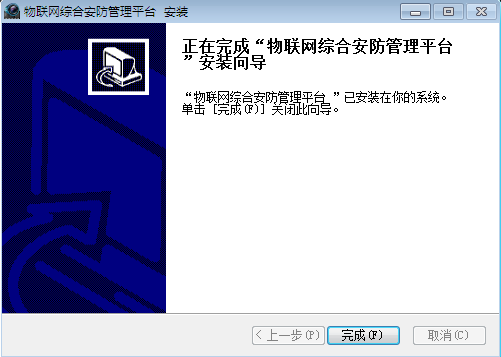 物联网综合安防管理平台 安装
正在完成“物联网综合安防管理平台
”安装向导
“物联网综合安防管理平台 ”已安装在你的系统。
单击 [完成(F)] 关闭此向导。
< 上一步(P)
完成(F)
取消(C)